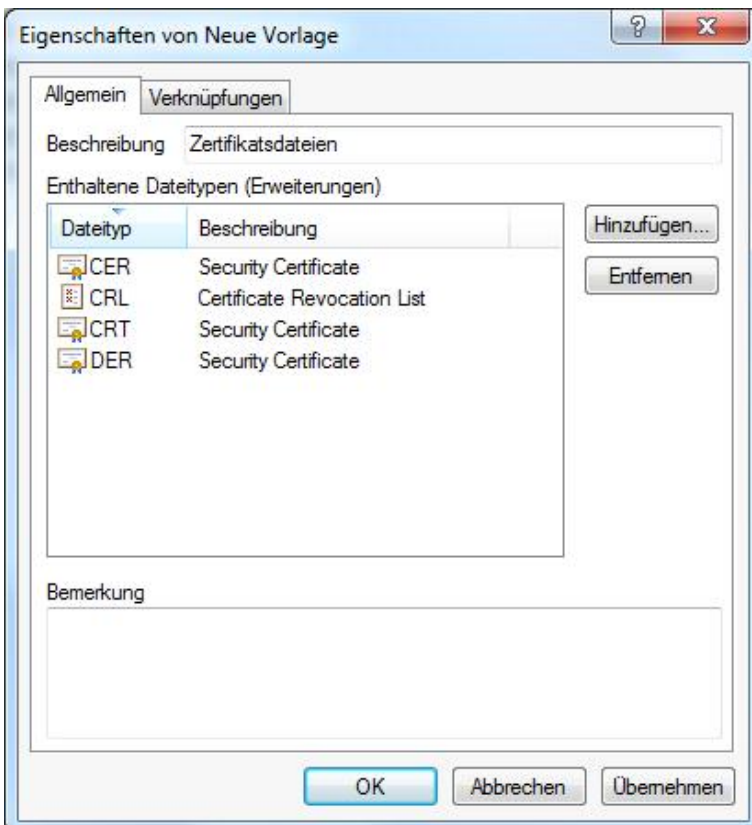 Eigenschaften von Neue Vorlage
Allgemein Verknüpfungen
Beschreibung Zertifikatsdateien
Enthaltene Dateitypen (Erweiterungen)
Dateityp Beschreibung Hinzufügen...
CER Security Certificate Entfernen
CRL Certificate Revocation List
CRT Security Certificate
DER Security Certificate
Bemerkung
OK Abbrechen Übernehmen